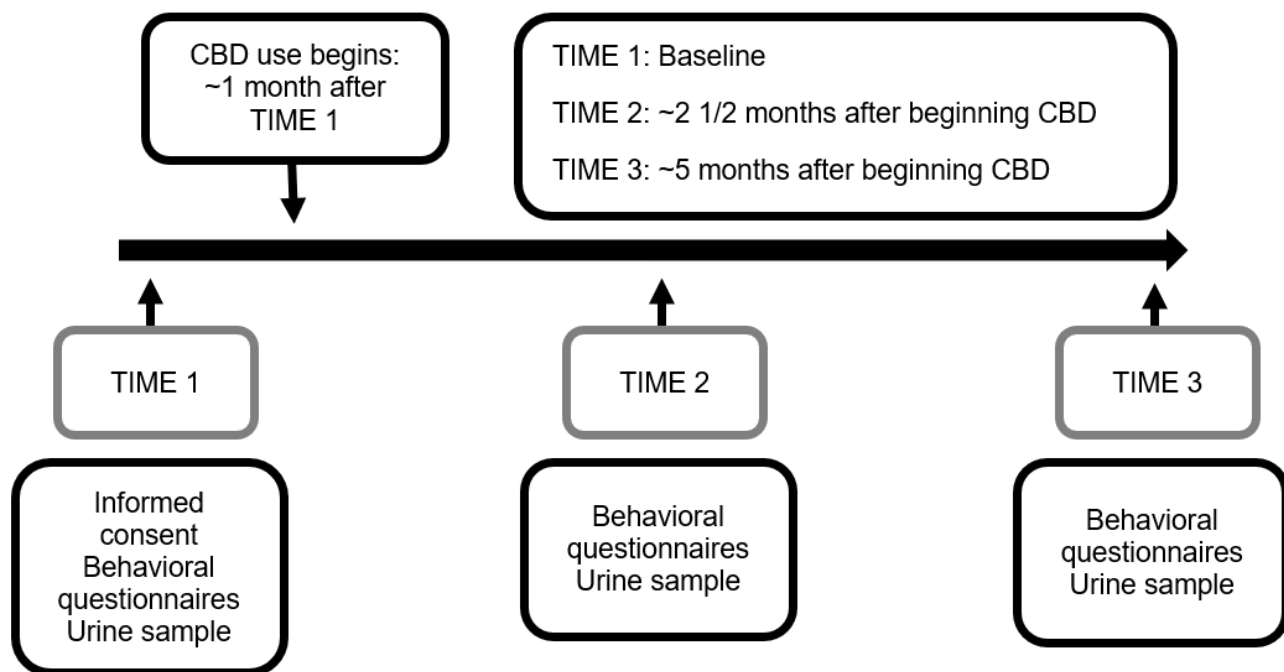 CBD use begins:
~1 month after
TIME 1
TIME 1: Baseline
TIME 2: ~2 1/2 months after beginning CBD
TIME 3: ~5 months after beginning CBD
TIME 1
TIME 2
TIME 3
Informed
consent
Behavioral
questionnaires
Urine sample
Behavioral
questionnaires
Urine sample
Behavioral
questionnaires
Urine sample